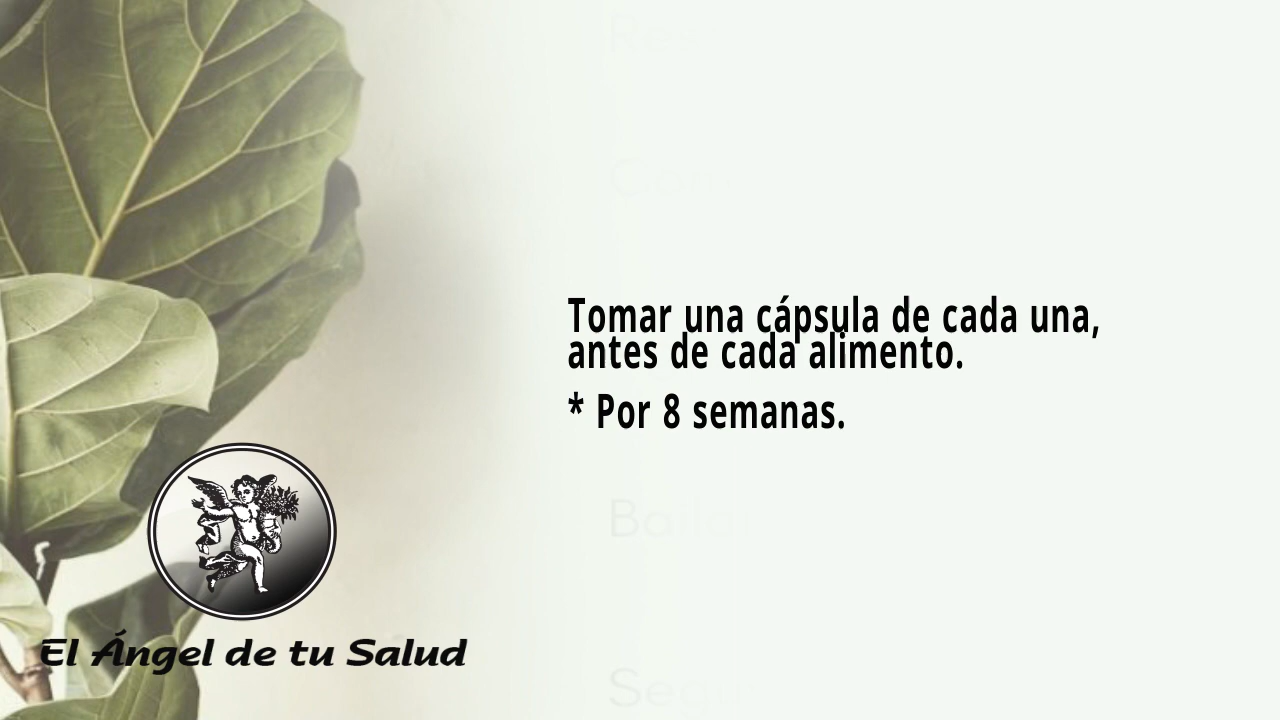 Tomar una cápsula de cada una,
antes de cada alimento.
* Por 8 semanas.
El Ángel de tu Salud